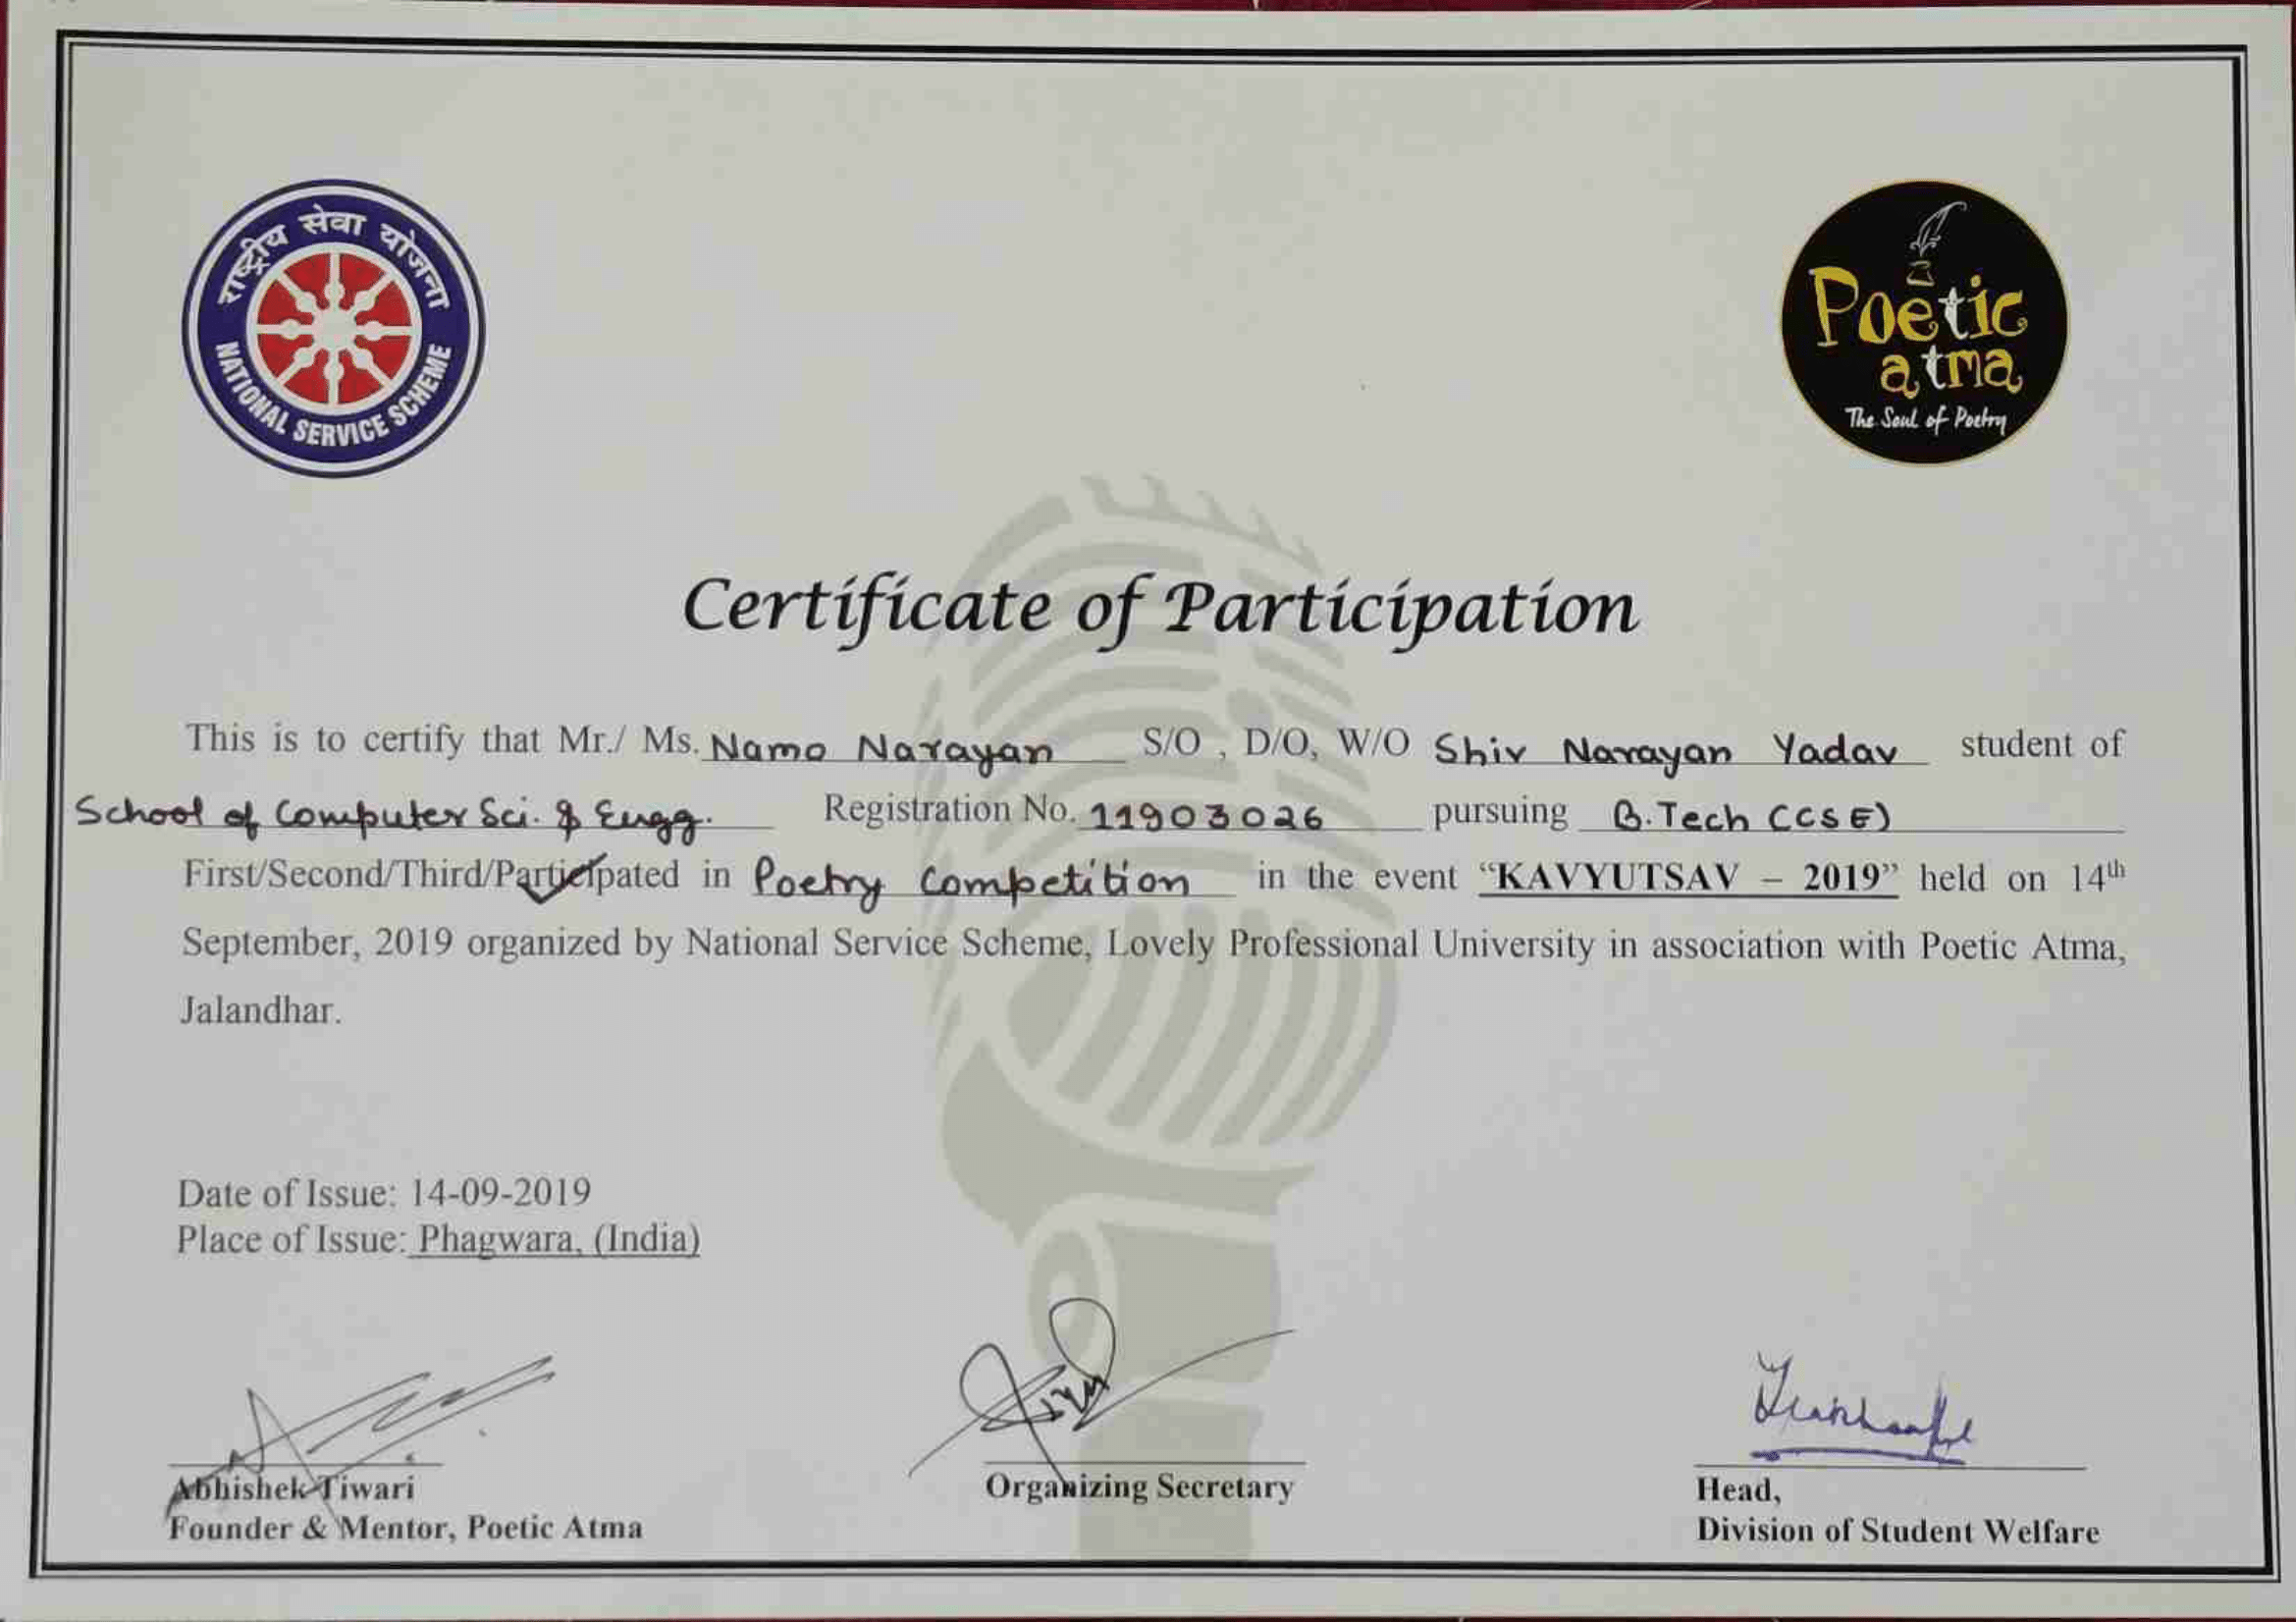 राष्ट्रीय सेवा योजना
NATIONAL SERVICE SCHEME
Poetic
atma
The Soul of Poetry
Certificate of Participation
This is to certify that Mr./ Ms. Namo Narayan S/O , D/O, W/O Shiv Narayan Yadav student of
School of Computer Sci. & Engg. Registration No. 11903026 pursuing B.Tech (CSE)
First/Second/Third/Participated in Poetry Competition in the event “KAVYUTSAV – 2019” held on 14th
September, 2019 organized by National Service Scheme, Lovely Professional University in association with Poetic Atma,
Jalandhar.
Date of Issue: 14-09-2019
Place of Issue: Phagwara, (India)
Abhishek Tiwari
Founder & Mentor, Poetic Atma
Organizing Secretary
Head,
Division of Student Welfare